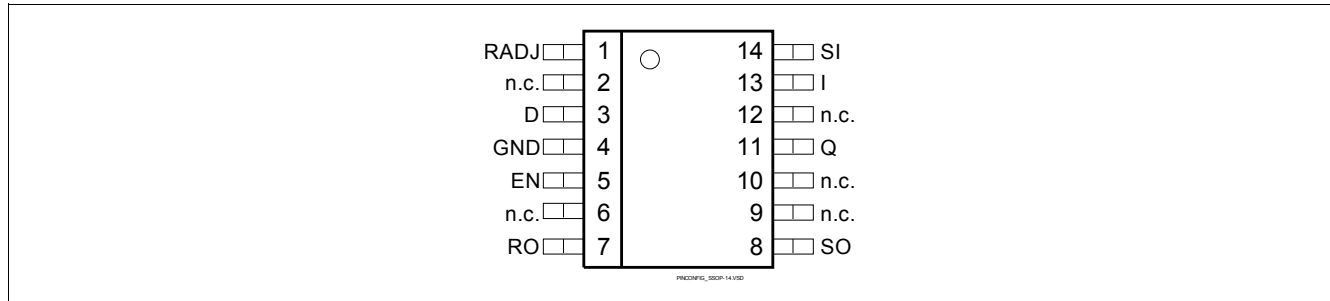 RADJ 1 14 SI
n.c. 2 13 I
D 3 12 n.c.
GND 4 11 Q
EN 5 10 n.c.
n.c. 6 9 n.c.
RO 7 8 SO
PINCONFIG_SSOP-14.VSD